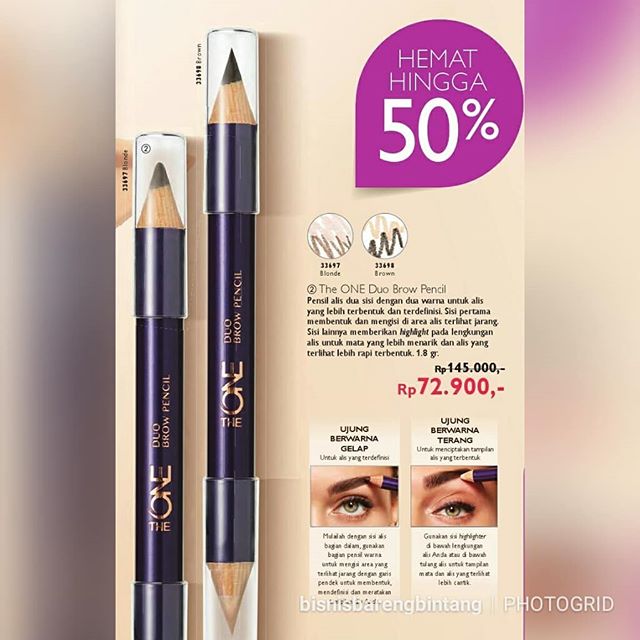 HEMAT
HINGGA
50%
33698 Brown
②
33697 Blonde
DUO
BROW PENCIL
THE ONE
DUO
BROW PENCIL
THE ONE
33697
Blonde
33698
Brown
② The ONE Duo Brow Pencil
Pensil alis dua sisi dengan dua warna untuk alis
yang lebih terbentuk dan terdefinisi. Sisi pertama
membentuk dan mengisi di area alis terlihat jarang.
Sisi lainnya memberikan highlight pada lengkungan
alis untuk mata yang lebih menarik dan alis yang
terlihat lebih rapi terbentuk. 1.8 gr.
Rp145.000,-
Rp72.900,-
UJUNG
BERWARNA
GELAP
Untuk alis yang terdefinisi
Mulailah dengan sisi alis
bagian dalam, gunakan
bagian pensil warna
untuk mengisi area yang
terlihat jarang dengan garis
pendek untuk membentuk,
mendefinisi dan meratakan
UJUNG
BERWARNA
TERANG
Untuk menciptakan tampilan
alis yang terbentuk
Gunakan sisi highlighter
di bawah lengkungan
alis Anda atau di bawah
tulang alis untuk tampilan
mata dan alis yang terlihat
lebih cantik.
bisnisbarengbintang | PHOTOGRID